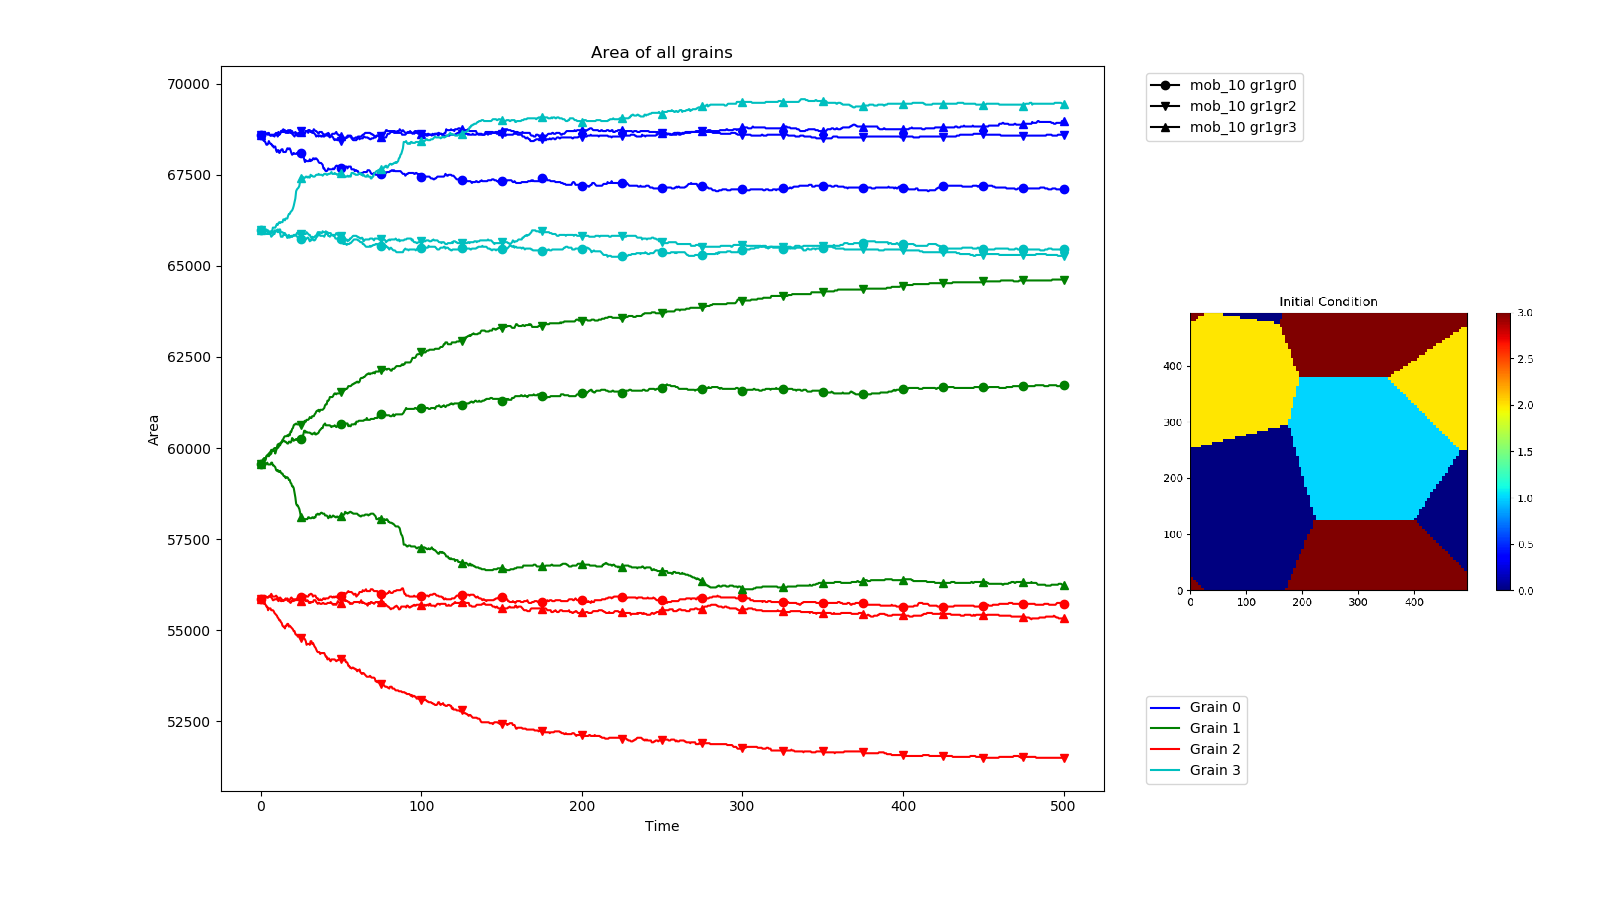 Area of all grains
70000
67500
65000
62500
60000
57500
55000
52500
Area
0 100 200 300 400 500
Time
mob_10 gr1gr0
mob_10 gr1gr2
mob_10 gr1gr3
Initial Condition
400
300
200
100
0
0 100 200 300 400
3.0
2.5
2.0
1.5
1.0
0.5
0.0
Grain 0
Grain 1
Grain 2
Grain 3